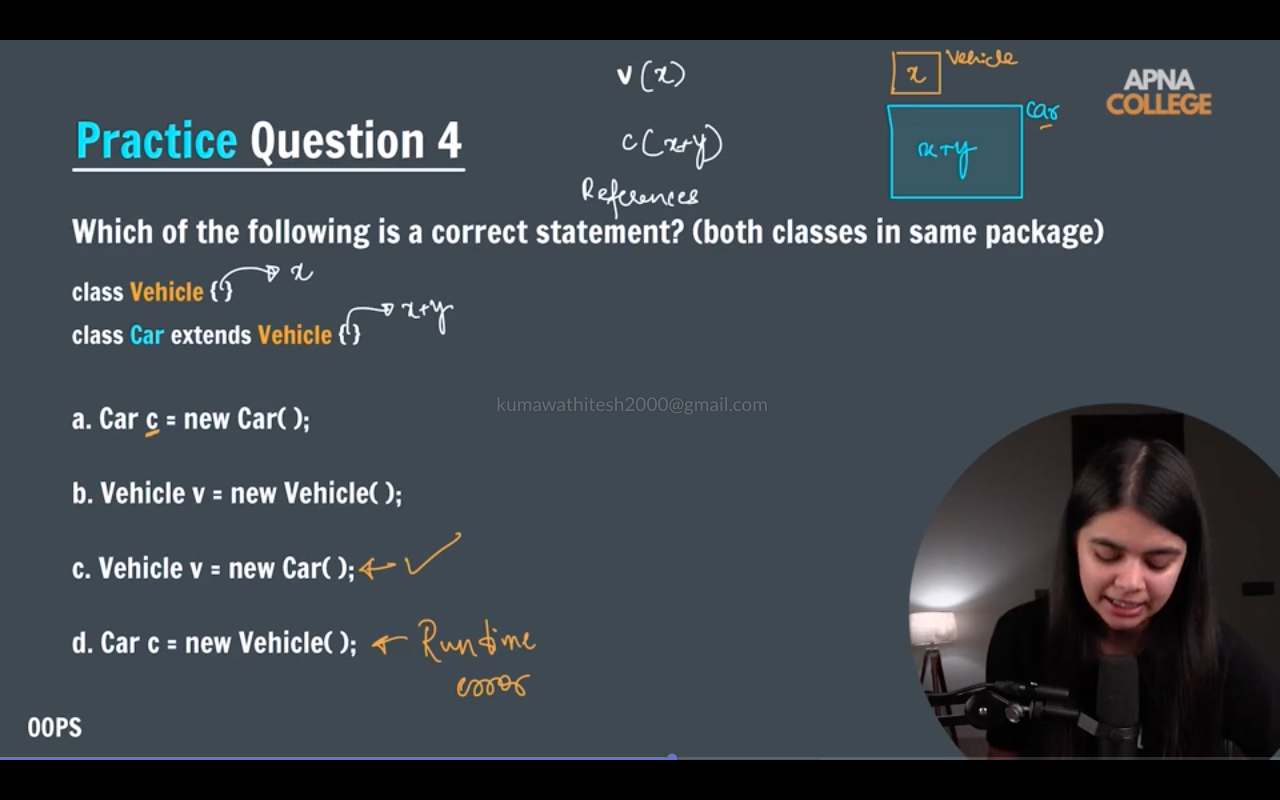 v(x)
x Vehicle
APNA
COLLEGE
Practice Question 4
c(x+y)
Car
x+y
References
Which of the following is a correct statement? (both classes in same package)
class Vehicle {} x
class Car extends Vehicle {} x+y
a. Car c = new Car( );
kumawathitesh2000@gmail.com
b. Vehicle v = new Vehicle( );
c. Vehicle v = new Car( );
d. Car c = new Vehicle( ); Runtime
error
OOPS